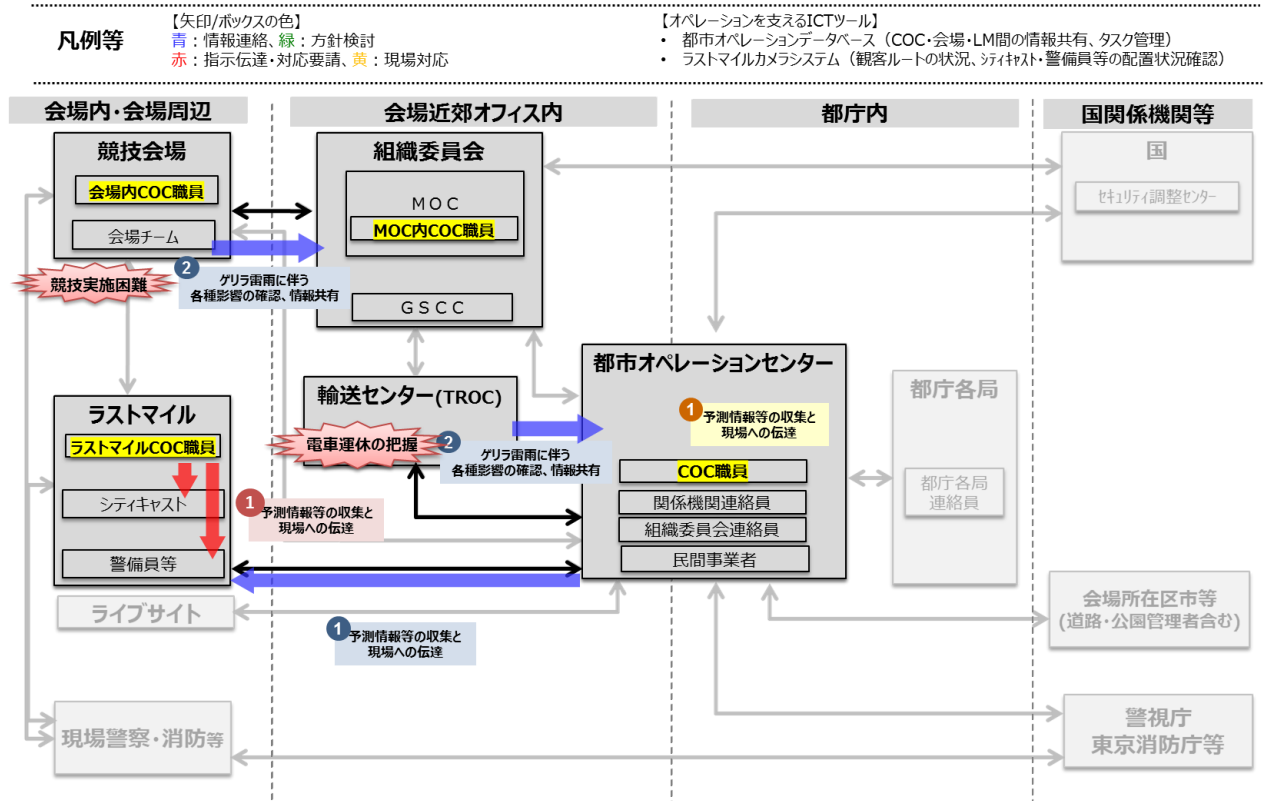 凡例等
【矢印/ボックスの色】
青：情報連絡、緑：方針検討
赤：指示伝達・対応要請、黄：現場対応
【オペレーションを支えるICTツール】
• 都市オペレーションデータベース（COC・会場・LM間の情報共有、タスク管理）
• ラストマイルカメラシステム（観客ルートの状況、シティキャスト・警備員等の配置状況確認）
会場内・会場周辺
会場近郊オフィス内
都庁内
国関係機関等
競技会場
会場内COC職員
会場チーム
競技実施困難
2
ゲリラ雷雨に伴う
各種影響の確認、情報共有
組織委員会
ＭＯＣ
MOC内COC職員
ＧＳＣＣ
国
セキュリティ調整センター
ラストマイル
ラストマイルCOC職員
シティキャスト
警備員等
1
予測情報等の収集と
現場への伝達
輸送センター(TROC)
電車運休の把握
2
ゲリラ雷雨に伴う
各種影響の確認、情報共有
都市オペレーションセンター
1
予測情報等の収集と
現場への伝達
COC職員
関係機関連絡員
組織委員会連絡員
民間事業者
都庁各局
都庁各局
連絡員
ライブサイト
1
予測情報等の収集と
現場への伝達
会場所在区市等
(道路・公園管理者含む)
現場警察・消防等
警視庁
東京消防庁等